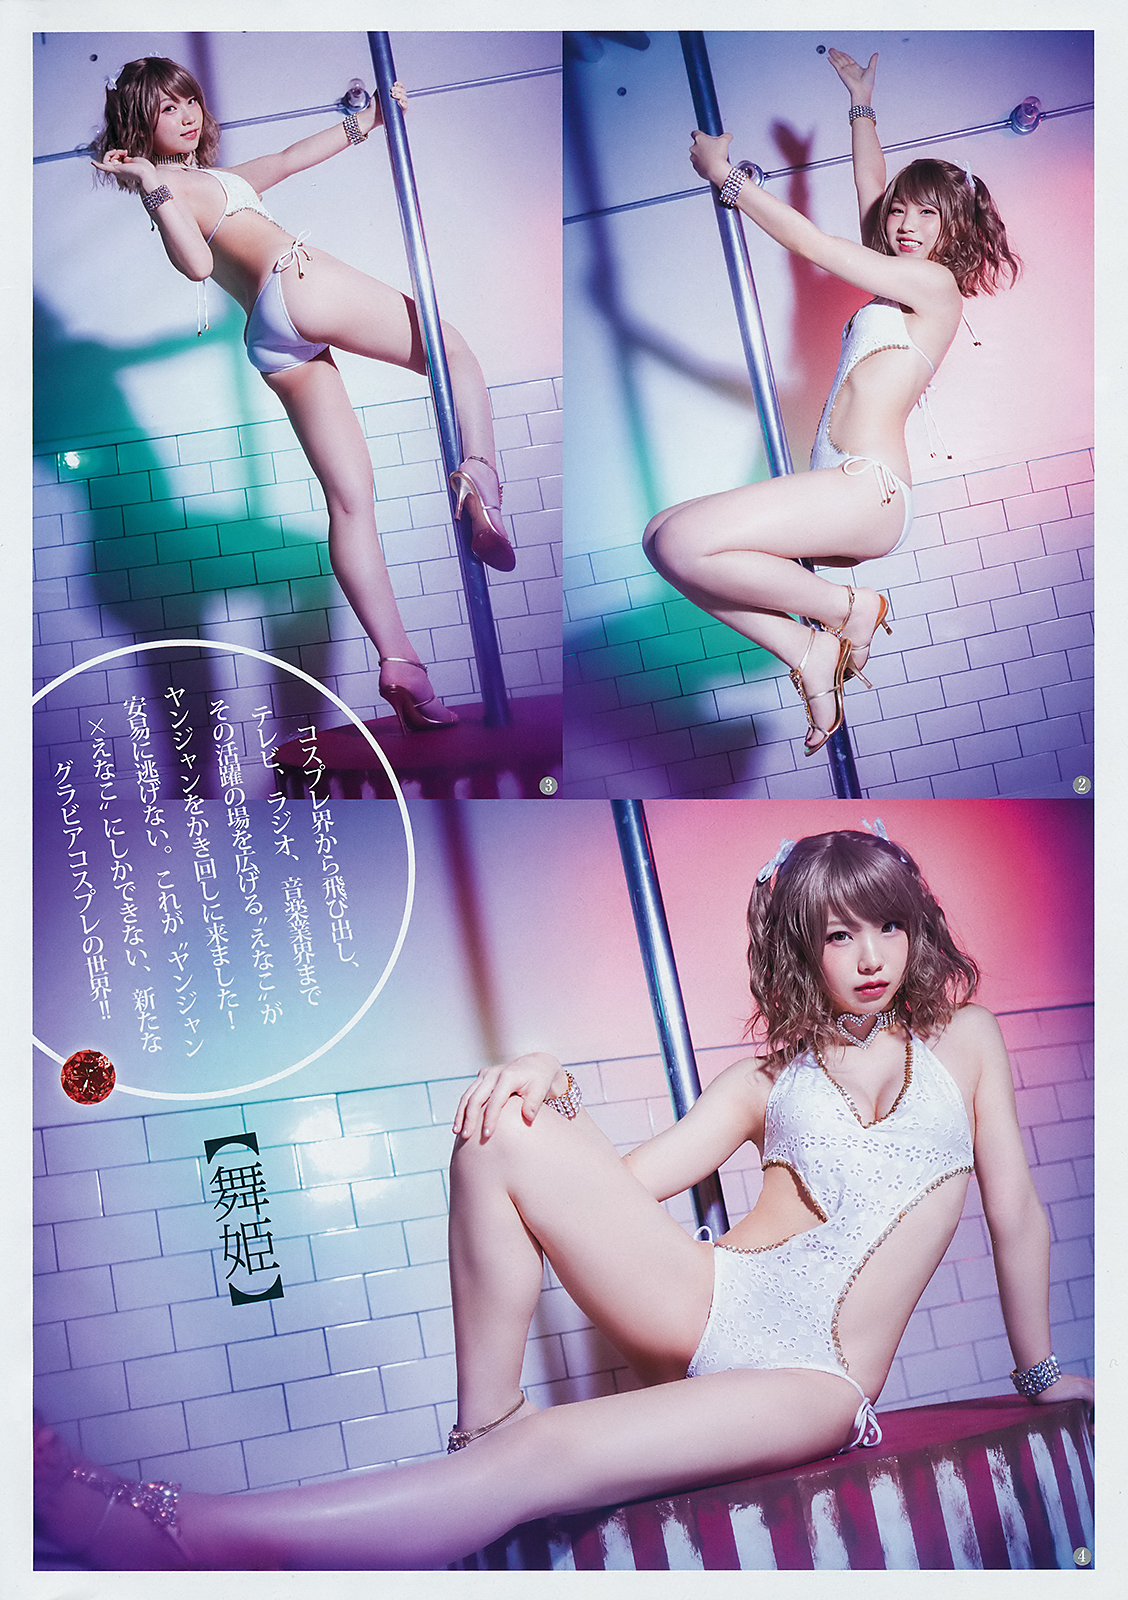 コスプレ界から飛び出し、
テレビ、ラジオ、音楽業界まで
その活躍の場を広げる〝えなこ〟が
ヤンジャンをかき回しに来ました!
安易に逃げない。これが〝ヤンジャン
×えなこ〟にしかできない、新たな
グラビアコスプレの世界!!
【舞姫】
3
2
4